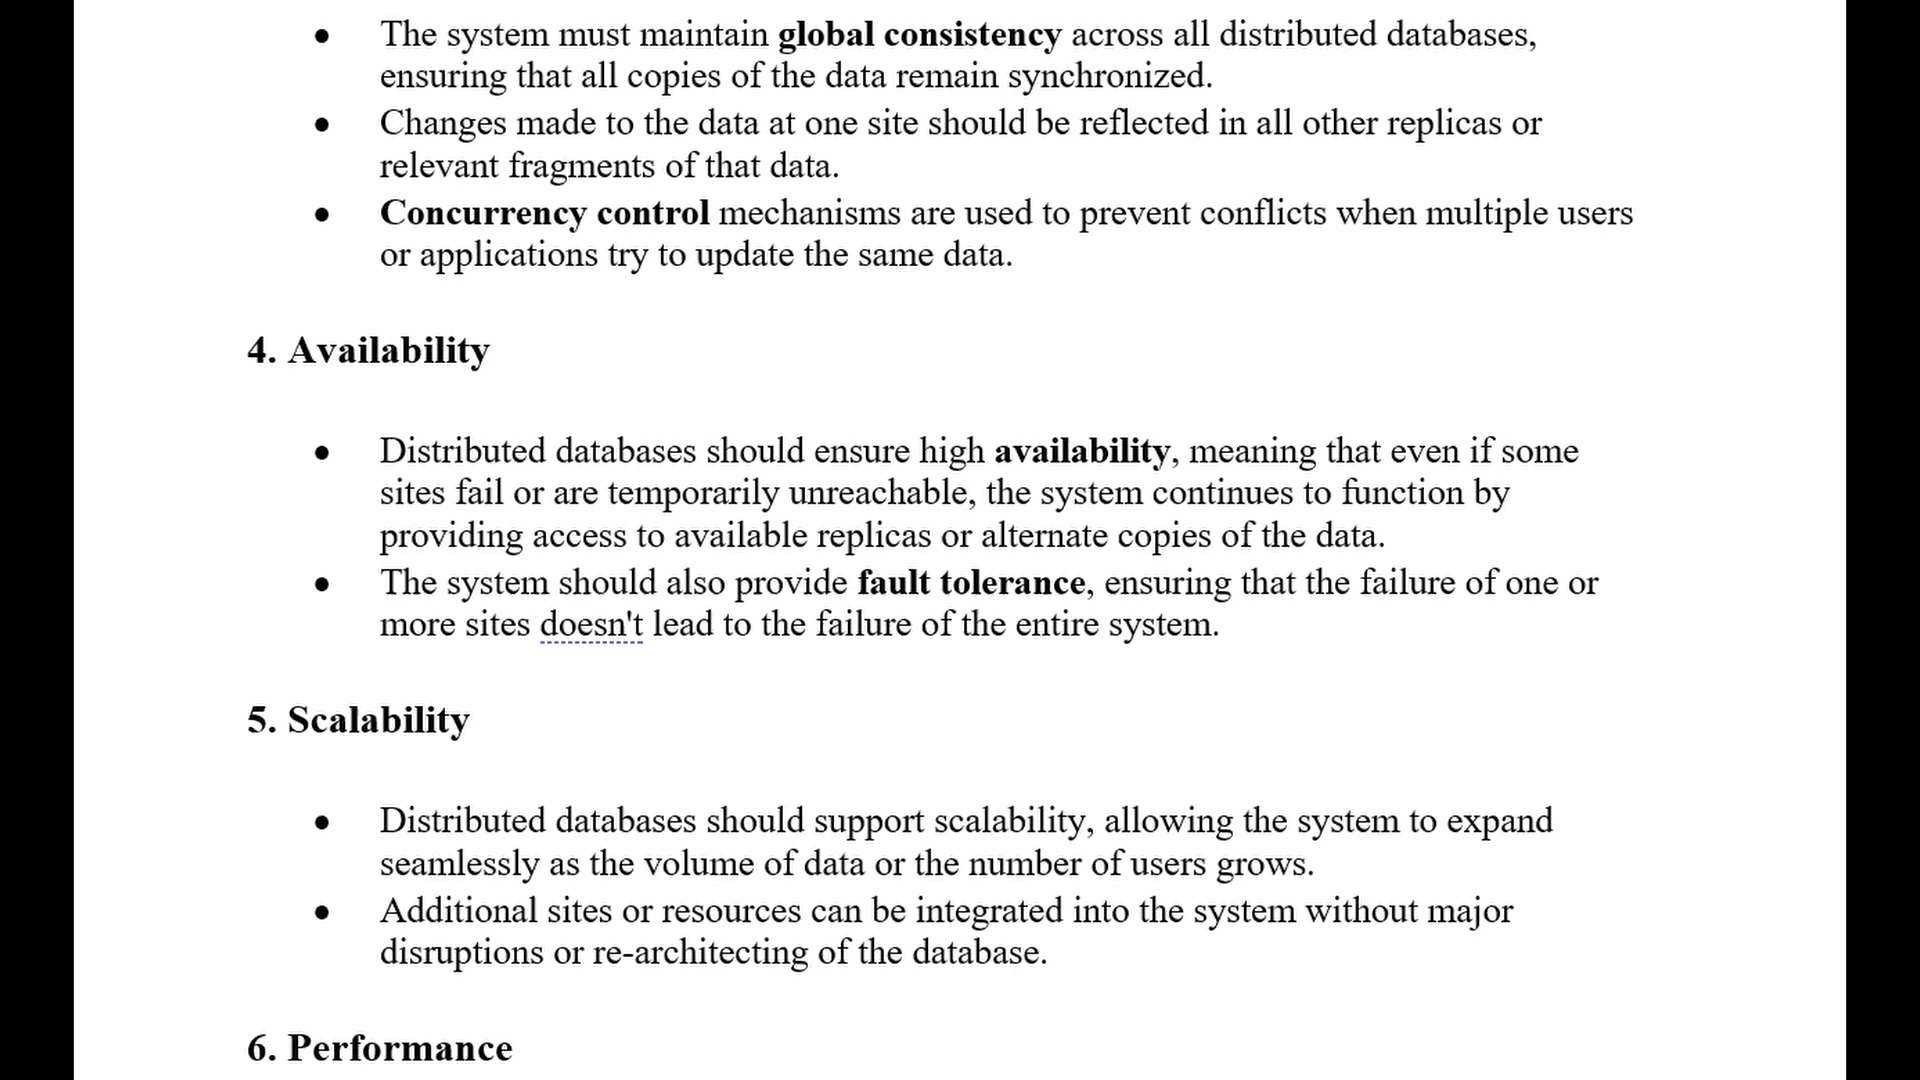 • The system must maintain global consistency across all distributed databases,
ensuring that all copies of the data remain synchronized.
• Changes made to the data at one site should be reflected in all other replicas or
relevant fragments of that data.
• Concurrency control mechanisms are used to prevent conflicts when multiple users
or applications try to update the same data.
4. Availability
• Distributed databases should ensure high availability, meaning that even if some
sites fail or are temporarily unreachable, the system continues to function by
providing access to available replicas or alternate copies of the data.
• The system should also provide fault tolerance, ensuring that the failure of one or
more sites doesn't lead to the failure of the entire system.
5. Scalability
• Distributed databases should support scalability, allowing the system to expand
seamlessly as the volume of data or the number of users grows.
• Additional sites or resources can be integrated into the system without major
disruptions or re-architecting of the database.
6. Performance